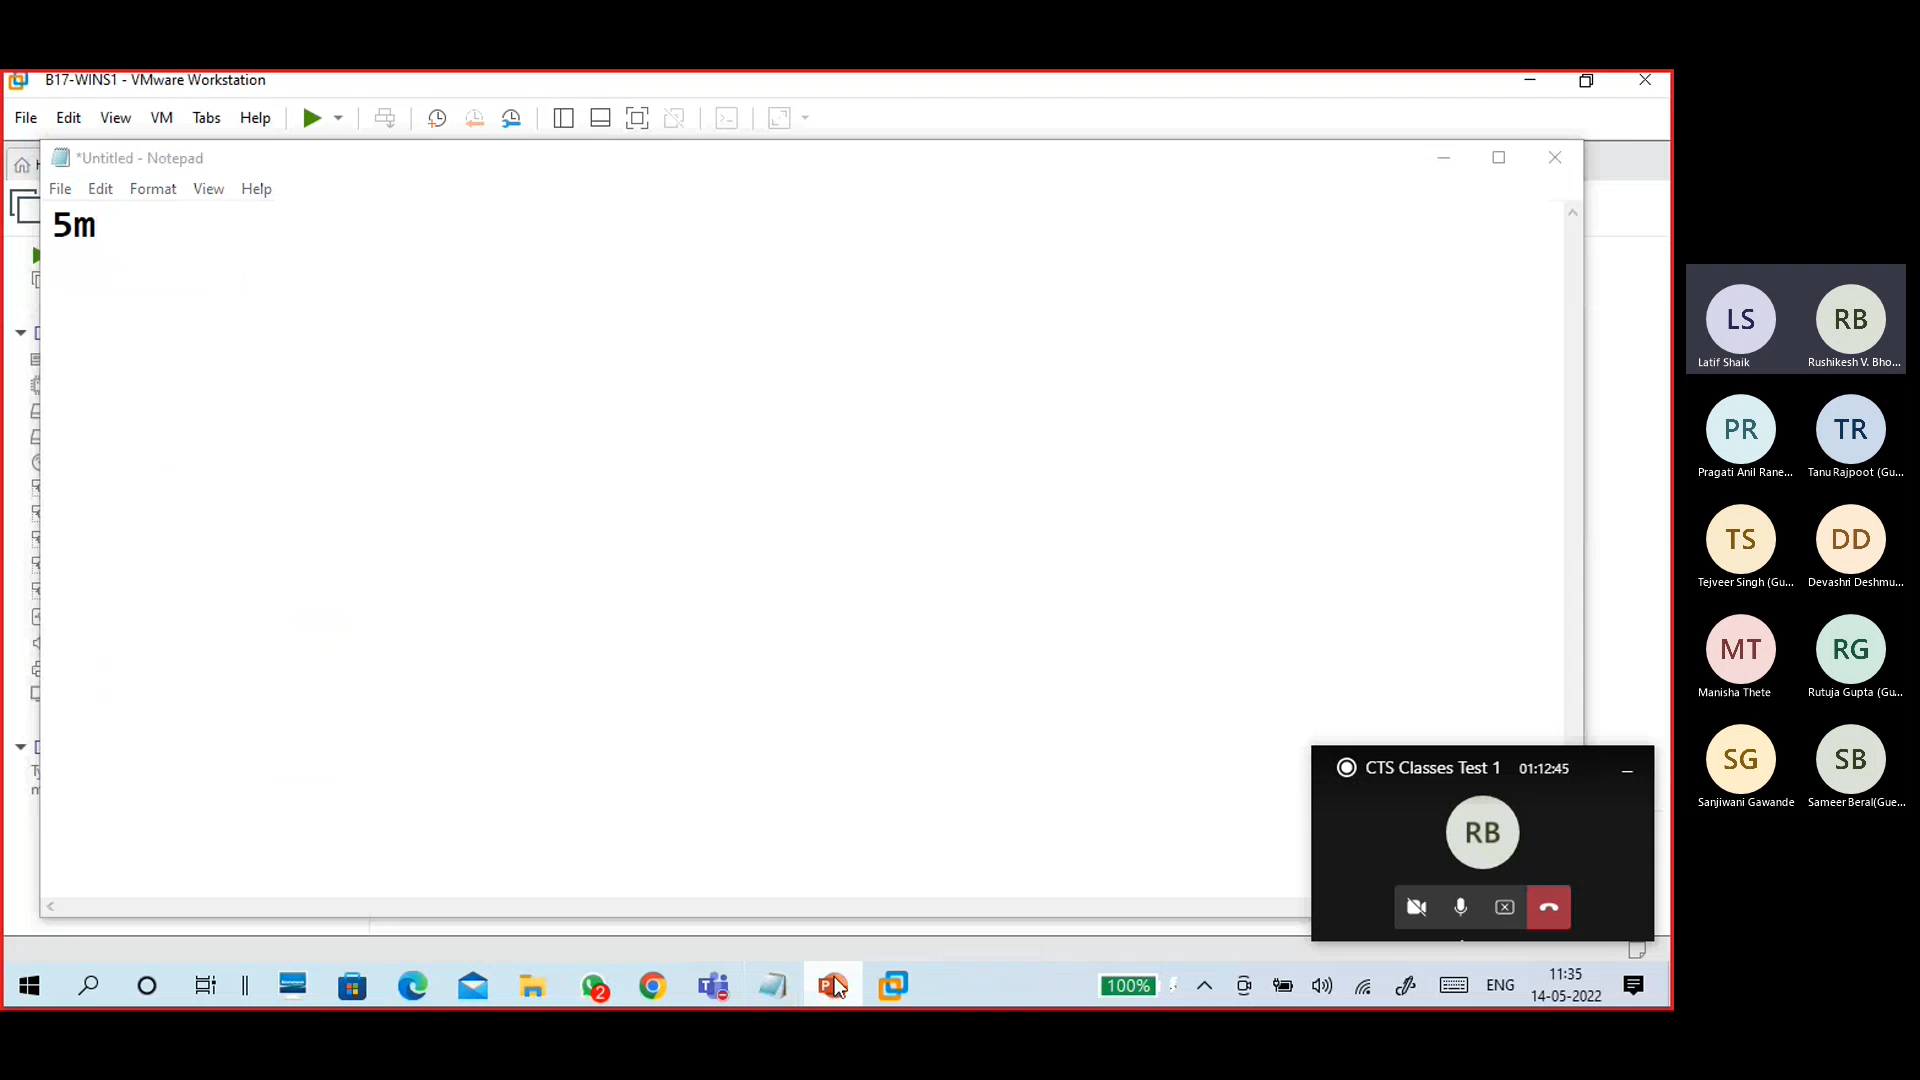 B17-WINS1 - VMware Workstation
File Edit View VM Tabs Help
*Untitled - Notepad
File Edit Format View Help
5m
LS
Latif Shaik
RB
Rushikesh V. Bho...
PR
Pragati Anil Rane...
TR
Tanu Rajpoot (Gu...
TS
Tejveer Singh (Gu...
DD
Devashri Deshmu...
MT
Manisha Thete
RG
Rutuja Gupta (Gu...
SG
Sanjiwani Gawande
SB
Sameer Beral(Gue...
CTS Classes Test 1 01:12:45
RB
2
100%
ENG
11:35
14-05-2022